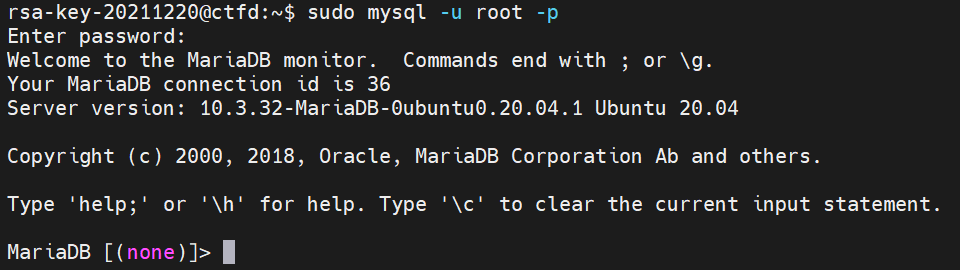 rsa-key-20211220@ctfd:~$ sudo mysql -u root -p
Enter password:
Welcome to the MariaDB monitor.  Commands end with ; or \g.
Your MariaDB connection id is 36
Server version: 10.3.32-MariaDB-0ubuntu0.20.04.1 Ubuntu 20.04
Copyright (c) 2000, 2018, Oracle, MariaDB Corporation Ab and others.
Type 'help;' or '\h' for help. Type '\c' to clear the current input statement.
MariaDB [(none)]>